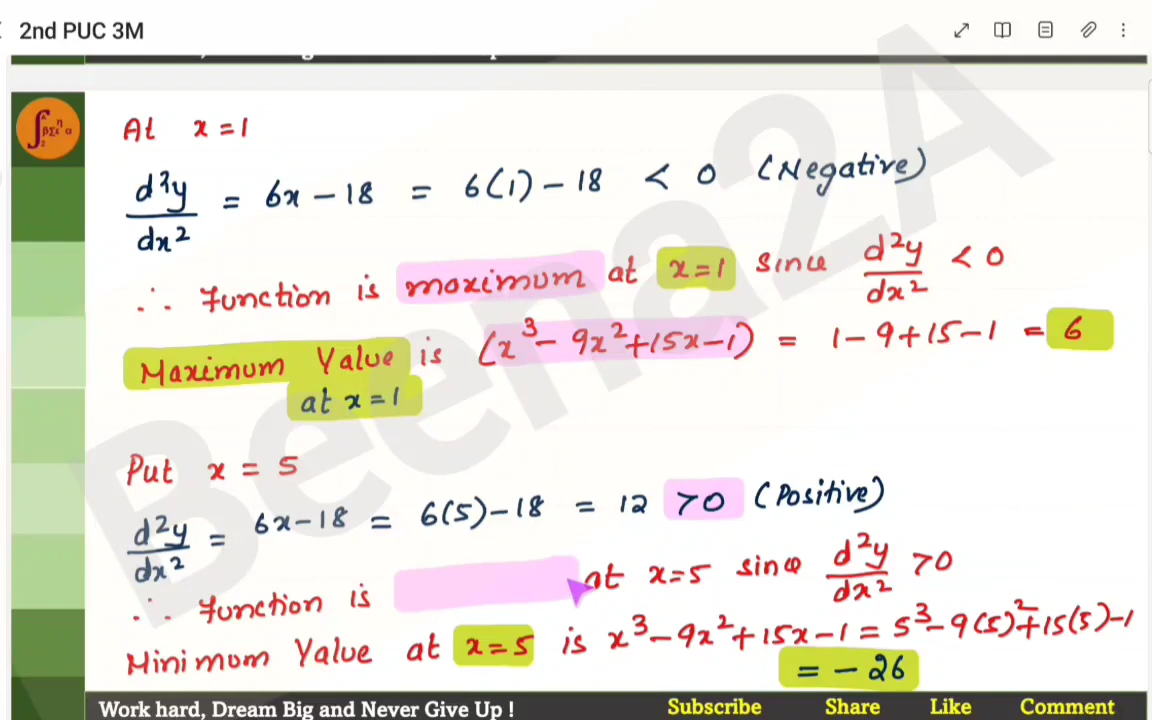 2nd PUC 3M
At x = 1
d²y/dx² = 6x - 18 = 6(1) - 18 < 0 (Negative)
∴ Function is maximum at x=1 since d²y/dx² < 0
Maximum Value is (x³ - 9x² + 15x - 1) = 1 - 9 + 15 - 1 = 6
at x = 1
Put x = 5
d²y/dx² = 6x - 18 = 6(5) - 18 = 12 >0 (Positive)
∴ Function is at x=5 since d²y/dx² >0
Minimum Value at x=5 is x³ - 9x² + 15x - 1 = 5³ - 9(5)² + 15(5) - 1
= - 26
Work hard, Dream Big and Never Give Up ! Subscribe Share Like Comment
Beena2A